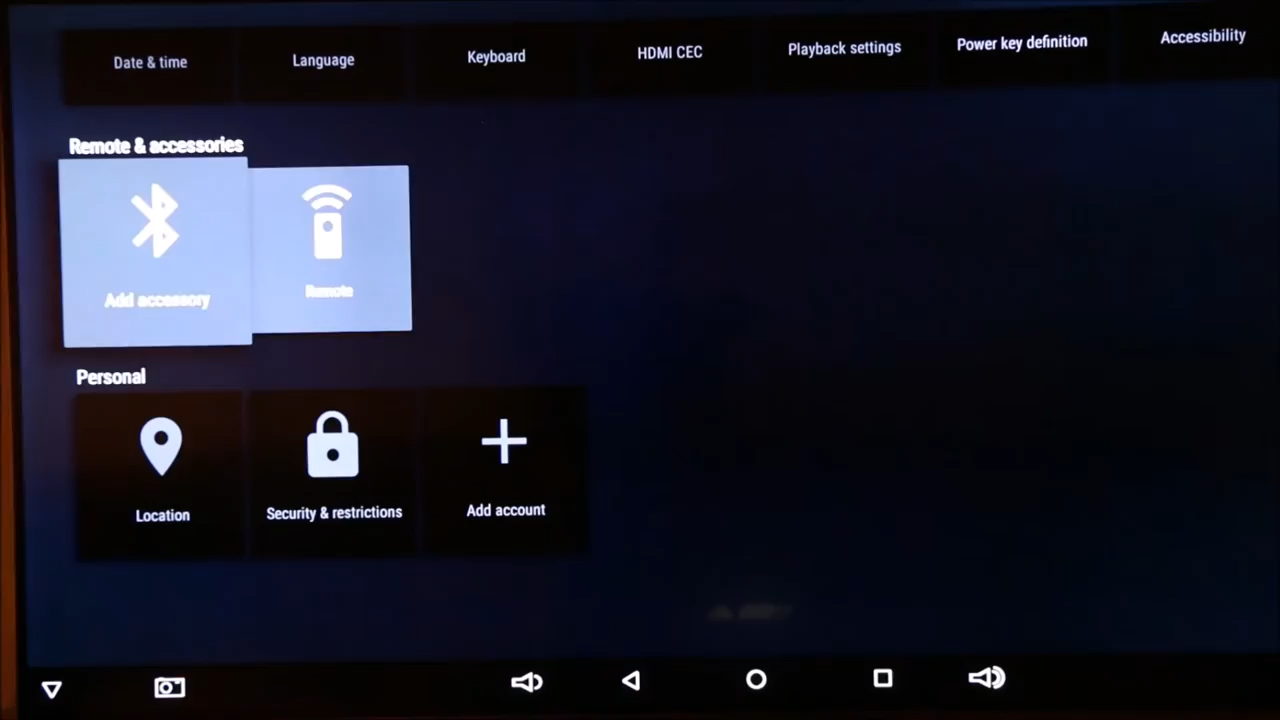 Date & time
Language
Keyboard
HDMI CEC
Playback settings
Power key definition
Accessibility
Remote & accessories
Add accessory
Remote
Personal
Location
Security & restrictions
Add account